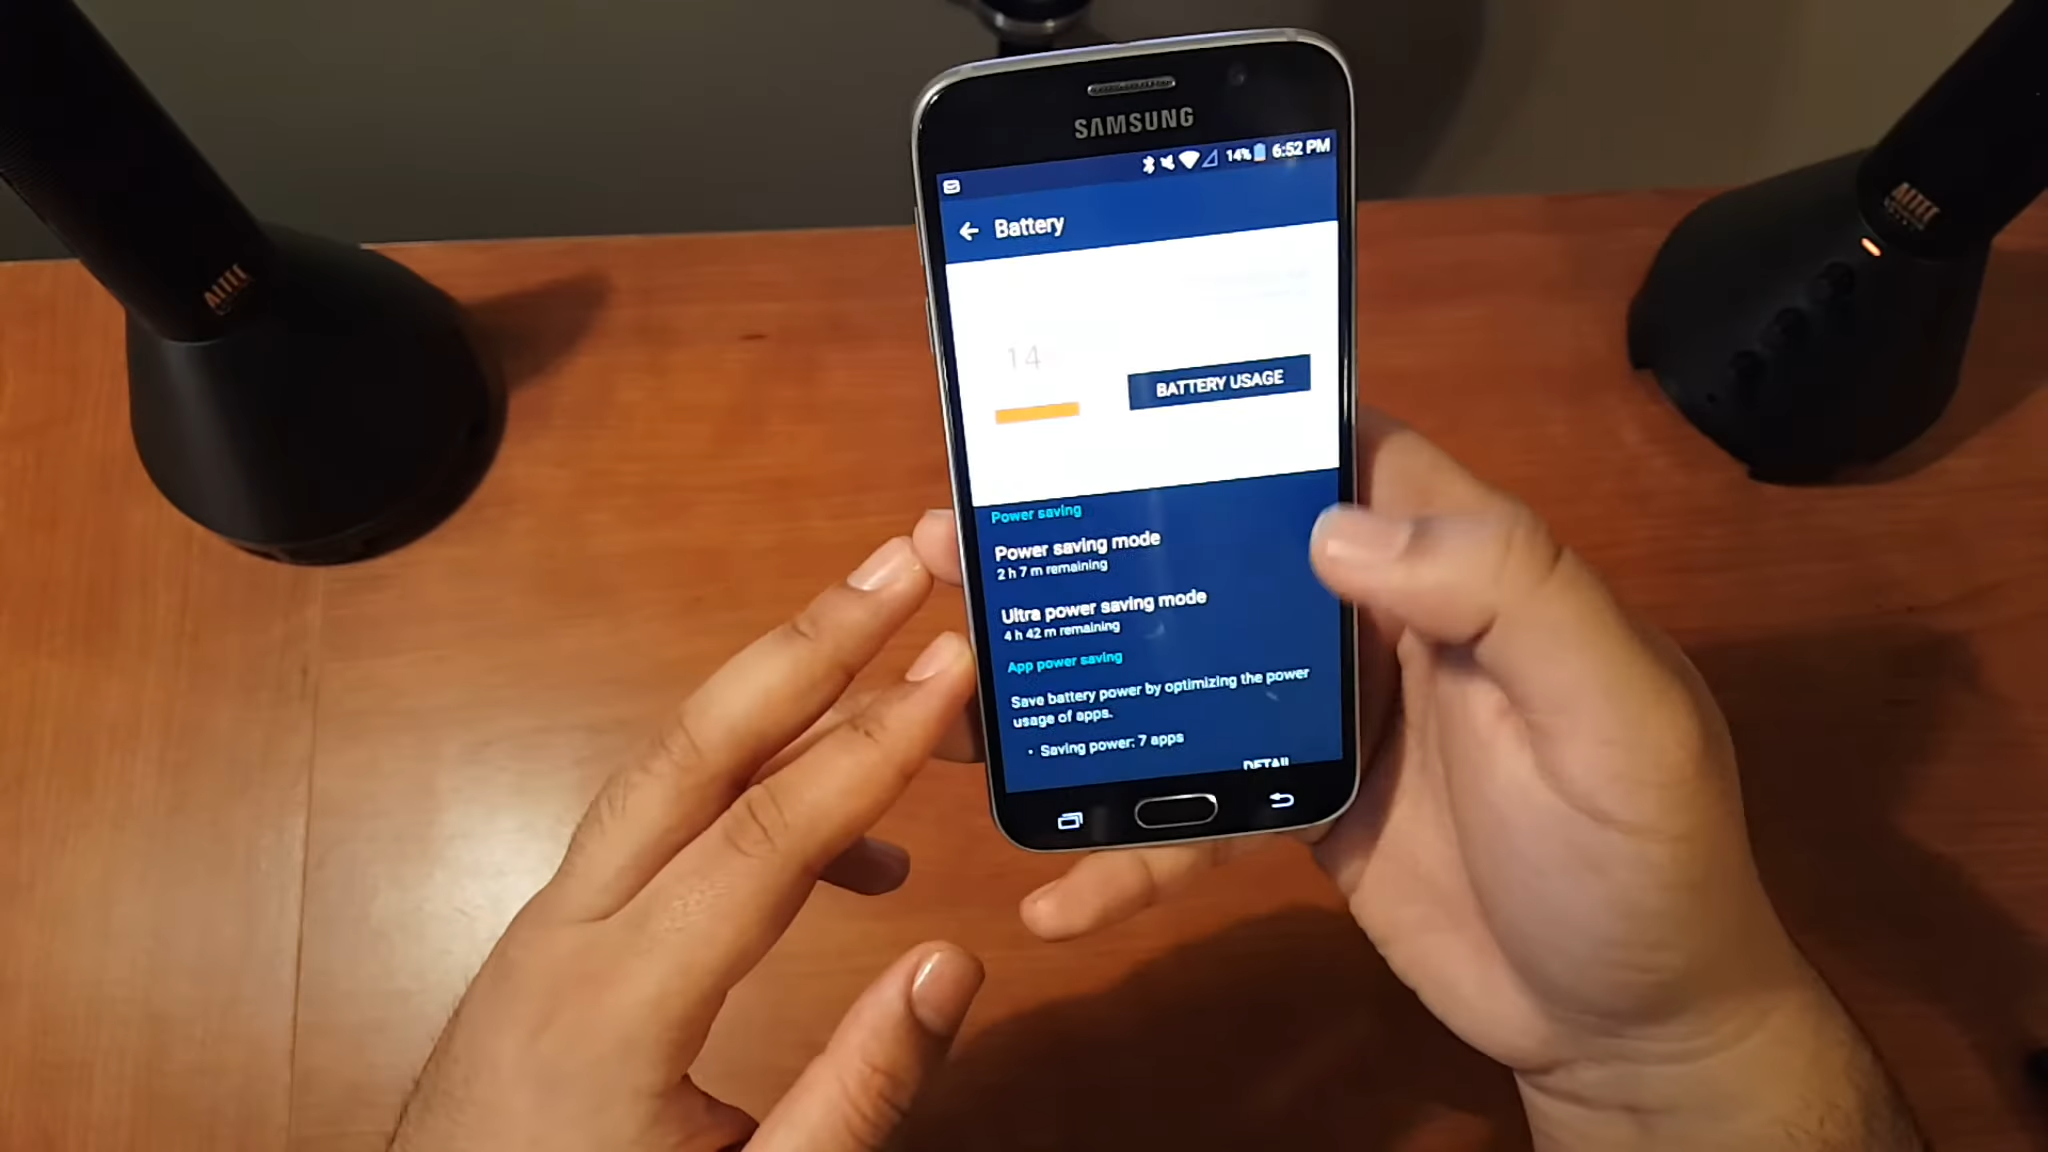 SAMSUNG
14% 6:52 PM
Battery
14
BATTERY USAGE
Power saving
Power saving mode
2 h 7 m remaining
Ultra power saving mode
4 h 42 m remaining
App power saving
Save battery power by optimizing the power
usage of apps.
• Saving power: 7 apps
DETAIL
ALTEC
ALTEC